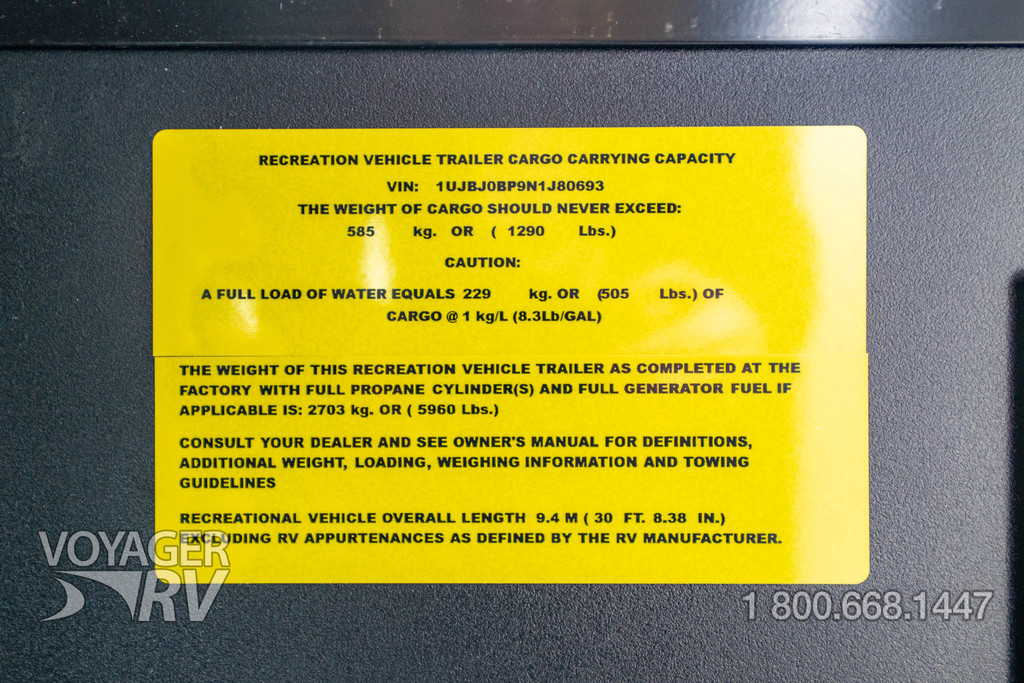 RECREATION VEHICLE TRAILER CARGO CARRYING CAPACITY
VIN: 1UJBJ0BP9N1J80693
THE WEIGHT OF CARGO SHOULD NEVER EXCEED:
585 kg. OR ( 1290 Lbs.)
CAUTION:
A FULL LOAD OF WATER EQUALS 229 kg. OR (505 Lbs.) OF
CARGO @ 1 kg/L (8.3Lb/GAL)
THE WEIGHT OF THIS RECREATION VEHICLE TRAILER AS COMPLETED AT THE
FACTORY WITH FULL PROPANE CYLINDER(S) AND FULL GENERATOR FUEL IF
APPLICABLE IS: 2703 kg. OR ( 5960 Lbs.)
CONSULT YOUR DEALER AND SEE OWNER'S MANUAL FOR DEFINITIONS,
ADDITIONAL WEIGHT, LOADING, WEIGHING INFORMATION AND TOWING
GUIDELINES
RECREATIONAL VEHICLE OVERALL LENGTH 9.4 M ( 30 FT. 8.38 IN.)
EXCLUDING RV APPURTENANCES AS DEFINED BY THE RV MANUFACTURER.
VOYAGER
RV
1 800.668.1447